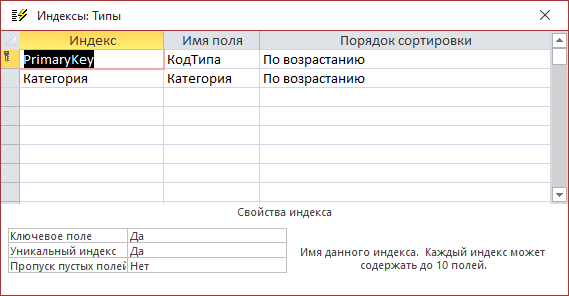 Индексы: Типы
Индекс Имя поля Порядок сортировки
PrimaryKey КодТипа По возрастанию
Категория Категория По возрастанию
Свойства индекса
Ключевое поле Да
Уникальный индекс Да
Пропуск пустых полей Нет
Имя данного индекса. Каждый индекс может
содержать до 10 полей.